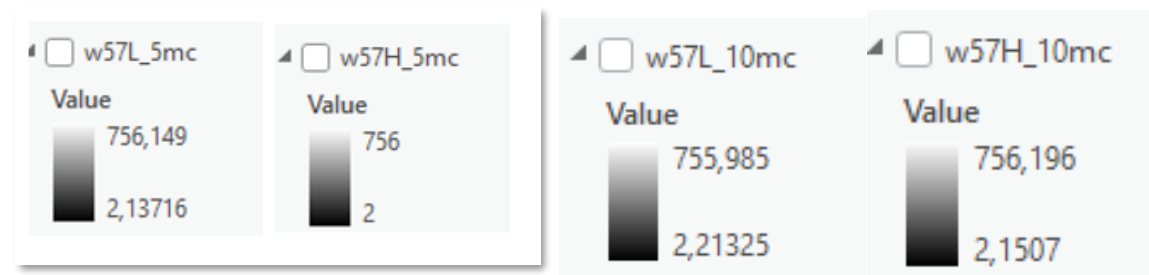 w57L_5mc
Value
756,149
2,13716
w57H_5mc
Value
756
2
w57L_10mc
Value
755,985
2,21325
w57H_10mc
Value
756,196
2,1507